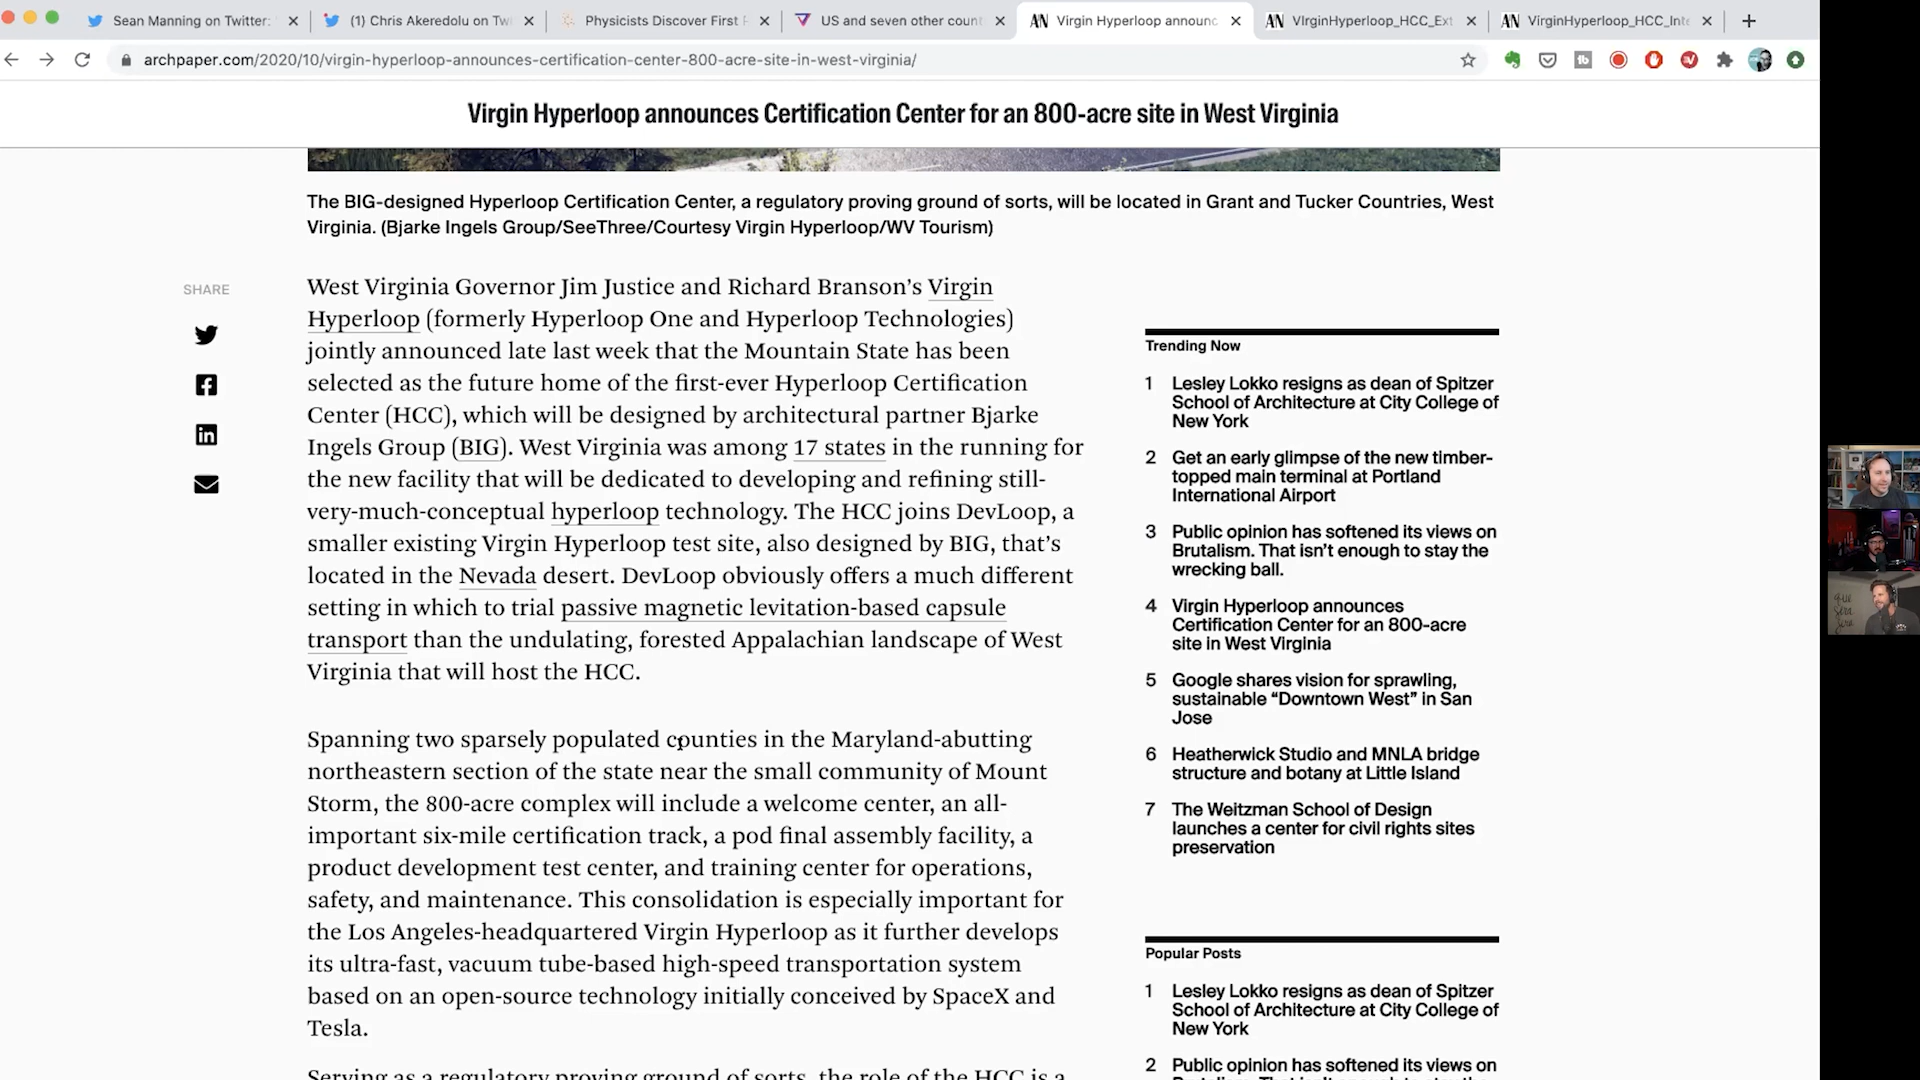 Sean Manning on Twitter:
(1) Chris Akeredolu on Twi
Physicists Discover First
US and seven other count
Virgin Hyperloop announc
VIrginHyperloop_HCC_Ext
VirginHyperloop_HCC_Inte
archpaper.com/2020/10/virgin-hyperloop-announces-certification-center-800-acre-site-in-west-virginia/
Virgin Hyperloop announces Certification Center for an 800-acre site in West Virginia
The BIG-designed Hyperloop Certification Center, a regulatory proving ground of sorts, will be located in Grant and Tucker Countries, West
Virginia. (Bjarke Ingels Group/SeeThree/Courtesy Virgin Hyperloop/WV Tourism)
SHARE
West Virginia Governor Jim Justice and Richard Branson’s Virgin
Hyperloop (formerly Hyperloop One and Hyperloop Technologies)
jointly announced late last week that the Mountain State has been
selected as the future home of the first-ever Hyperloop Certification
Center (HCC), which will be designed by architectural partner Bjarke
Ingels Group (BIG). West Virginia was among 17 states in the running for
the new facility that will be dedicated to developing and refining still-
very-much-conceptual hyperloop technology. The HCC joins DevLoop, a
smaller existing Virgin Hyperloop test site, also designed by BIG, that’s
located in the Nevada desert. DevLoop obviously offers a much different
setting in which to trial passive magnetic levitation-based capsule
transport than the undulating, forested Appalachian landscape of West
Virginia that will host the HCC.
Spanning two sparsely populated counties in the Maryland-abutting
northeastern section of the state near the small community of Mount
Storm, the 800-acre complex will include a welcome center, an all-
important six-mile certification track, a pod final assembly facility, a
product development test center, and training center for operations,
safety, and maintenance. This consolidation is especially important for
the Los Angeles-headquartered Virgin Hyperloop as it further develops
its ultra-fast, vacuum tube-based high-speed transportation system
based on an open-source technology initially conceived by SpaceX and
Tesla.
Serving as a regulatory proving ground of sorts, the role of the HCC is a
Trending Now
1 Lesley Lokko resigns as dean of Spitzer
School of Architecture at City College of
New York
2 Get an early glimpse of the new timber-
topped main terminal at Portland
International Airport
3 Public opinion has softened its views on
Brutalism. That isn’t enough to stay the
wrecking ball.
4 Virgin Hyperloop announces
Certification Center for an 800-acre
site in West Virginia
5 Google shares vision for sprawling,
sustainable “Downtown West” in San
Jose
6 Heatherwick Studio and MNLA bridge
structure and botany at Little Island
7 The Weitzman School of Design
launches a center for civil rights sites
preservation
Popular Posts
1 Lesley Lokko resigns as dean of Spitzer
School of Architecture at City College of
New York
2 Public opinion has softened its views on
Brutalism. That isn’t enough to stay the